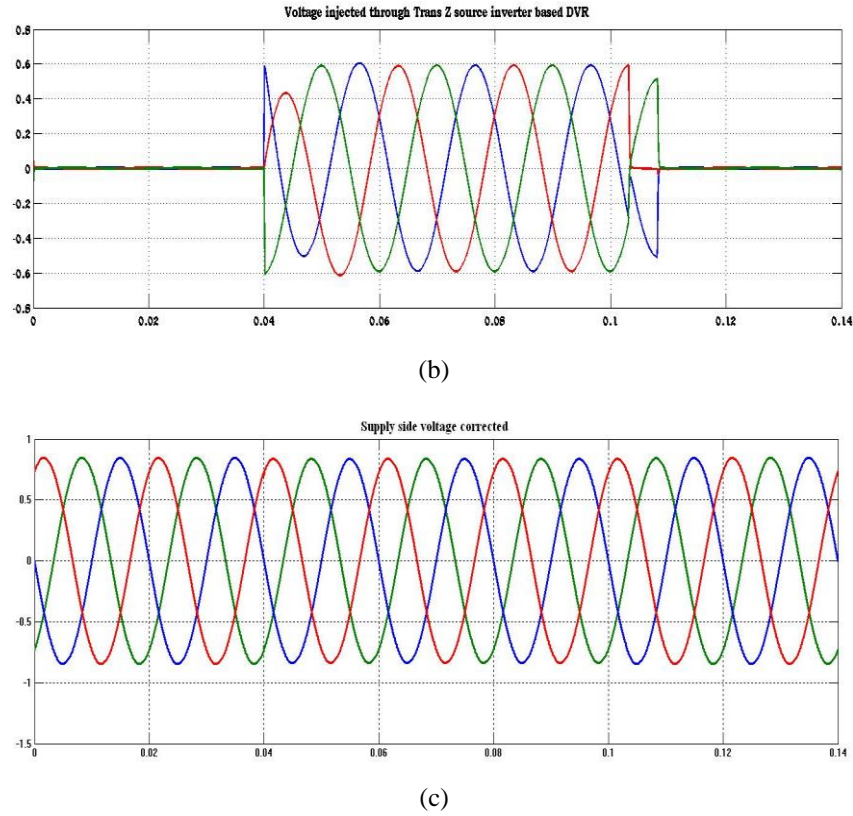 Voltage injected through Trans Z source inverter based DVR
0.8
0.6
0.4
0.2
0
-0.2
-0.4
-0.6
-0.8
0 0.02 0.04 0.06 0.08 0.1 0.12 0.14
(b)
Supply side voltage corrected
1
0.5
0
-0.5
-1
-1.5
0 0.02 0.04 0.06 0.08 0.1 0.12 0.14
(c)